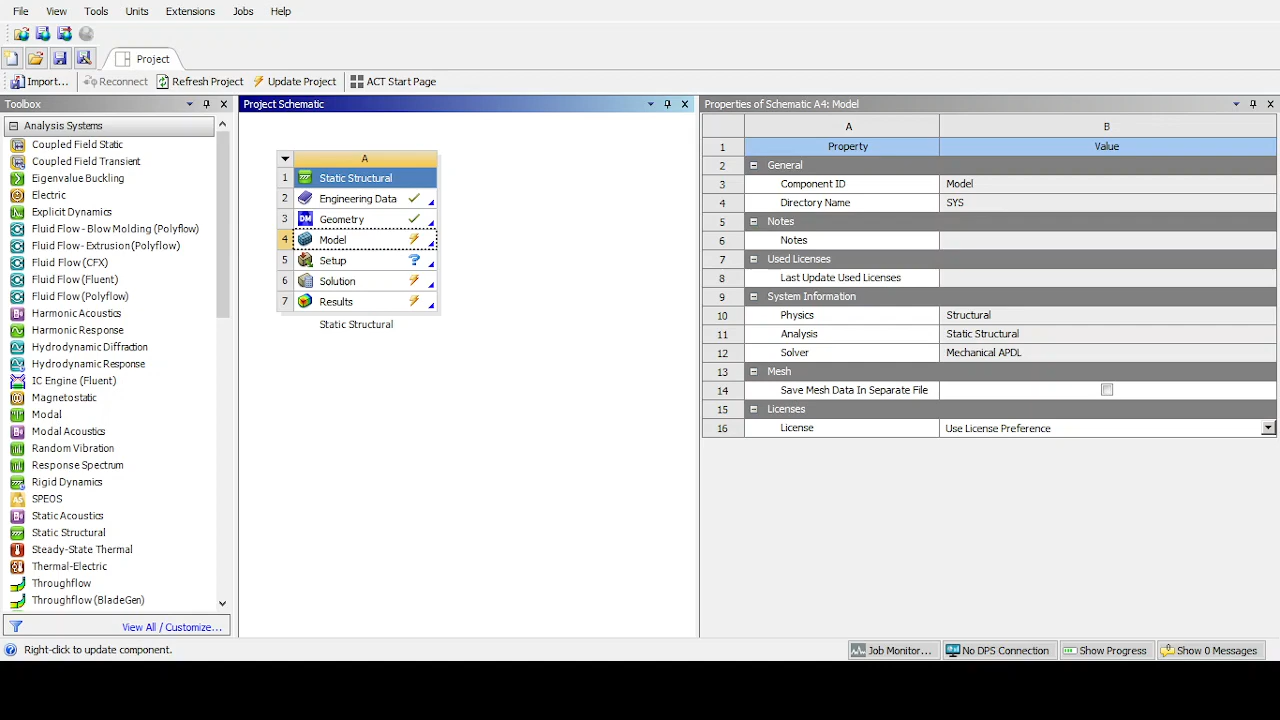 File View Tools Units Extensions Jobs Help
Project
Import... Reconnect Refresh Project Update Project ACT Start Page
Toolbox
Analysis Systems
Coupled Field Static
Coupled Field Transient
Eigenvalue Buckling
Electric
Explicit Dynamics
Fluid Flow - Blow Molding (Polyflow)
Fluid Flow - Extrusion (Polyflow)
Fluid Flow (CFX)
Fluid Flow (Fluent)
Fluid Flow (Polyflow)
Harmonic Acoustics
Harmonic Response
Hydrodynamic Diffraction
Hydrodynamic Response
IC Engine (Fluent)
Magnetostatic
Modal
Modal Acoustics
Random Vibration
Response Spectrum
Rigid Dynamics
SPEOS
Static Acoustics
Static Structural
Steady-State Thermal
Thermal-Electric
Throughflow
Throughflow (BladeGen)
View All / Customize...
Project Schematic
A
1 Static Structural
2 Engineering Data
3 DM Geometry
4 Model
5 Setup ?
6 Solution
7 Results
Static Structural
Properties of Schematic A4: Model
A B
1 Property Value
2 General
3 Component ID Model
4 Directory Name SYS
5 Notes
6 Notes
7 Used Licenses
8 Last Update Used Licenses
9 System Information
10 Physics Structural
11 Analysis Static Structural
12 Solver Mechanical APDL
13 Mesh
14 Save Mesh Data In Separate File
15 Licenses
16 License Use License Preference
Right-click to update component.
Job Monitor... No DPS Connection Show Progress Show 0 Messages